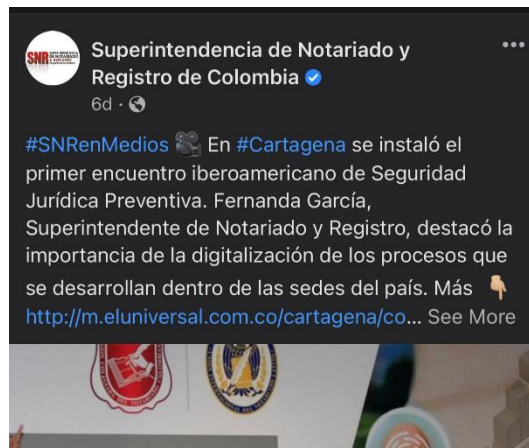 SNR
Superintendencia de Notariado y
Registro de Colombia
6d ·
#SNRenMedios 🎥 En #Cartagena se instaló el
primer encuentro iberoamericano de Seguridad
Jurídica Preventiva. Fernanda García,
Superintendente de Notariado y Registro, destacó la
importancia de la digitalización de los procesos que
se desarrollan dentro de las sedes del país. Más 👇
http://m.eluniversal.com.co/cartagena/co... See More